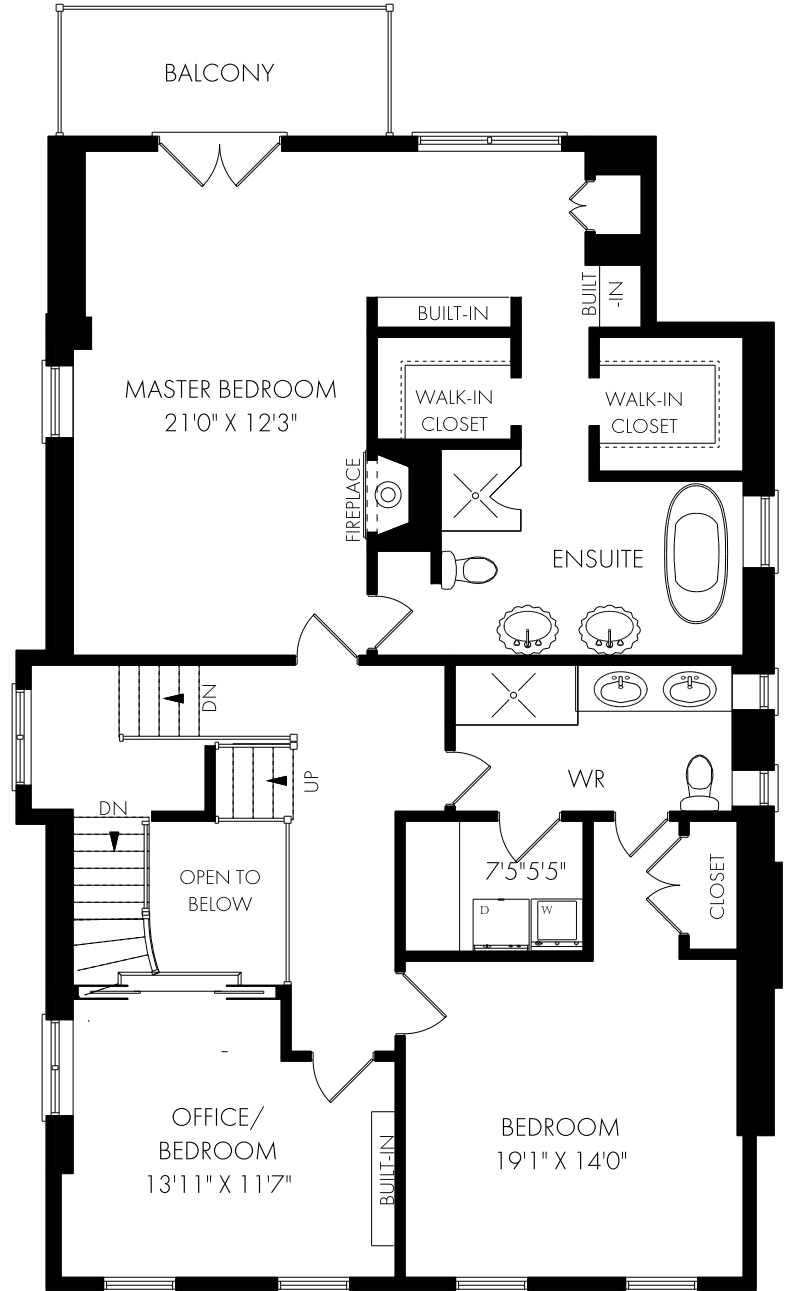 BALCONY
BUILT
-IN
BUILT-IN
MASTER BEDROOM
21'0" X 12'3"
WALK-IN
CLOSET
WALK-IN
CLOSET
FIREPLACE
ENSUITE
DN
UP
WR
DN
OPEN TO
BELOW
7'5"5'5"
CLOSET
D
W
OFFICE/
BEDROOM
13'11" X 11'7"
BUILT-IN
BEDROOM
19'1" X 14'0"